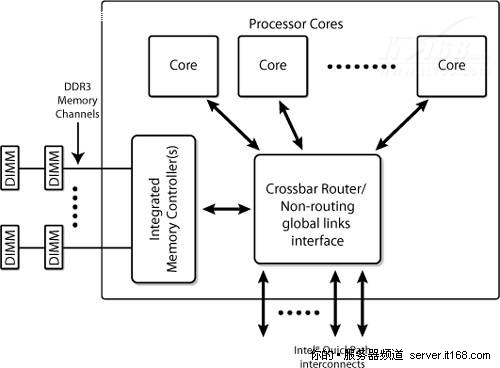 Processor Cores
Core
Core
Core
DDR3
Memory
Channels
DIMM
DIMM
DIMM
DIMM
Integrated
Memory Controller(s)
Crossbar Router/
Non-routing
global links
interface
Intel® QuickPath
interconnects
你的·服务器频道 server.it168.com